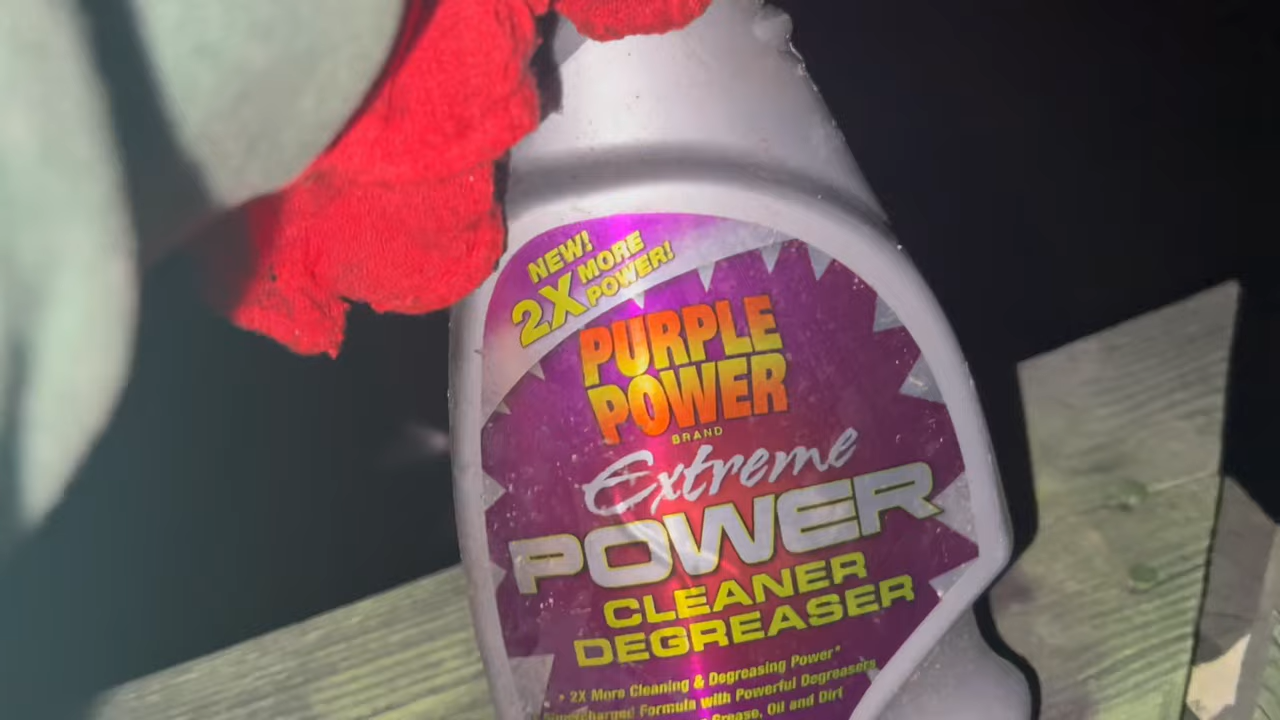 NEW!
2X MORE
POWER!
PURPLE
POWER
BRAND
Extreme
POWER
CLEANER
DEGREASER
• 2X More Cleaning & Degreasing Power*
Supercharged Formula with Powerful Degreasers
Grease, Oil and Dirt